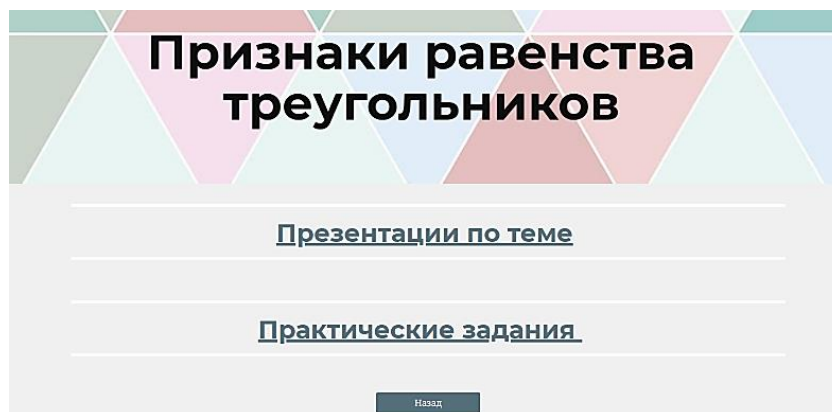 Признаки равенства
треугольников
Презентации по теме
Практические задания
Назад